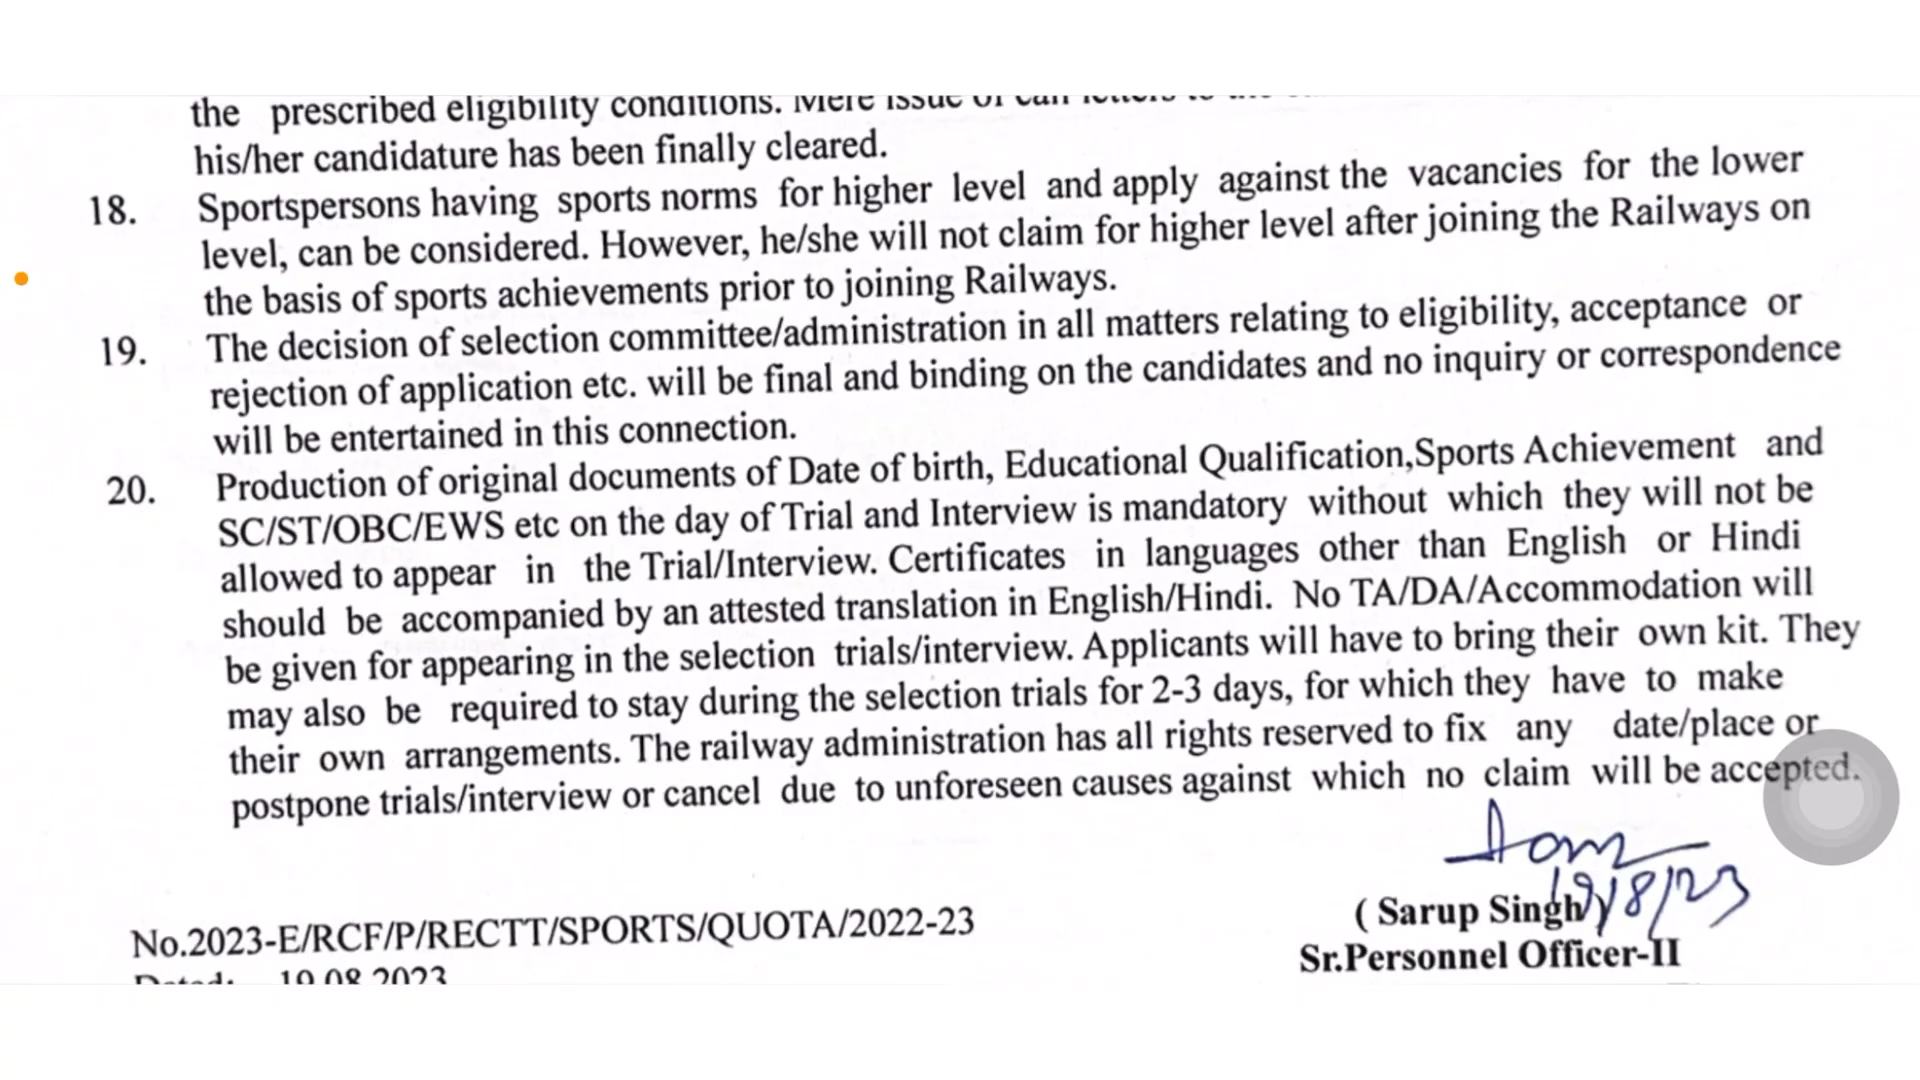 the prescribed eligibility conditions. Mere issue of call letters to the
his/her candidature has been finally cleared.
18. Sportspersons having sports norms for higher level and apply against the vacancies for the lower
level, can be considered. However, he/she will not claim for higher level after joining the Railways on
the basis of sports achievements prior to joining Railways.
19. The decision of selection committee/administration in all matters relating to eligibility, acceptance or
rejection of application etc. will be final and binding on the candidates and no inquiry or correspondence
will be entertained in this connection.
20. Production of original documents of Date of birth, Educational Qualification,Sports Achievement and
SC/ST/OBC/EWS etc on the day of Trial and Interview is mandatory without which they will not be
allowed to appear in the Trial/Interview. Certificates in languages other than English or Hindi
should be accompanied by an attested translation in English/Hindi. No TA/DA/Accommodation will
be given for appearing in the selection trials/interview. Applicants will have to bring their own kit. They
may also be required to stay during the selection trials for 2-3 days, for which they have to make
their own arrangements. The railway administration has all rights reserved to fix any date/place or
postpone trials/interview or cancel due to unforeseen causes against which no claim will be accepted.
19/8/23
( Sarup Singh )
Sr.Personnel Officer-II
No.2023-E/RCF/P/RECTT/SPORTS/QUOTA/2022-23
Dated: 19.08.2023